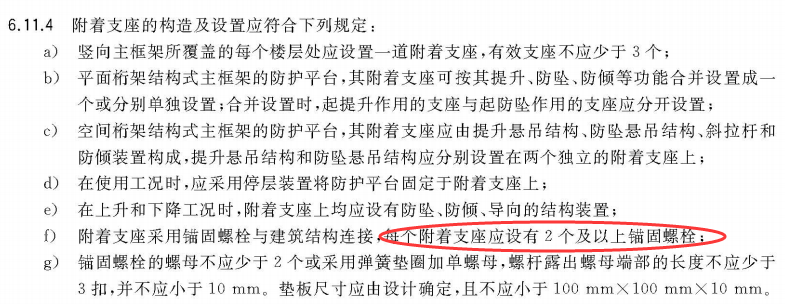 6.11.4 附着支座的构造及设置应符合下列规定：
a) 竖向主框架所覆盖的每个楼层处应设置一道附着支座,有效支座不应少于 3 个；
b) 平面桁架结构式主框架的防护平台,其附着支座可按其提升、防坠、防倾等功能合并设置成一
个或分别单独设置；合并设置时,起提升作用的支座与起防坠作用的支座应分开设置；
c) 空间桁架结构式主框架的防护平台,其附着支座应由提升悬吊结构、防坠悬吊结构、斜拉杆和
防倾装置构成,提升悬吊结构和防坠悬吊结构应分别设置在两个独立的附着支座上；
d) 在使用工况时,应采用停层装置将防护平台固定于附着支座上；
e) 在上升和下降工况时,附着支座上均应设有防坠、防倾、导向的结构装置；
f) 附着支座采用锚固螺栓与建筑结构连接,每个附着支座应设有 2 个及以上锚固螺栓；
g) 锚固螺栓的螺母不应少于 2 个或采用弹簧垫圈加单螺母,螺杆露出螺母端部的长度不应少于
3 扣,并不应小于 10 mm。垫板尺寸应由设计确定,且不应小于 100 mm×100 mm×10 mm。